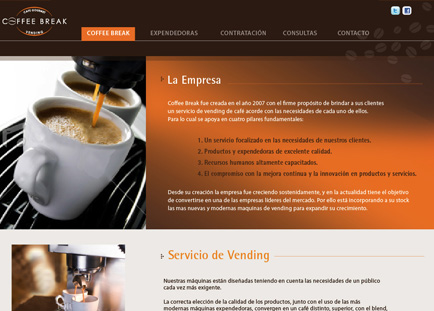 CAFÉ GOURMET
COFFEE BREAK
VENDING
COFFEE BREAK
EXPENDEDORAS
CONTRATACIÓN
CONSULTAS
CONTACTO
La Empresa
Coffee Break fue creada en el año 2007 con el firme propósito de brindar a sus clientes
un servicio de vending de café acorde con las necesidades de cada uno de ellos.
Para lo cual se apoya en cuatro pilares fundamentales:
1. Un servicio focalizado en las necesidades de nuestros clientes.
2. Productos y expendedoras de excelente calidad.
3. Recursos humanos altamente capacitados.
4. El compromiso con la mejora continua y la innovación en productos y servicios.
Desde su creación la empresa fue creciendo sostenidamente, y en la actualidad tiene el objetivo
de convertirse en una de las empresas líderes del mercado. Por ello está incorporando a su stock
las mas nuevas y modernas maquinas de vending para expandir su crecimiento.
Servicio de Vending
Nuestras máquinas están diseñadas teniendo en cuenta las necesidades de un público
cada vez más exigente.
La correcta elección de la calidad de los productos, junto con el uso de las más
modernas máquinas expendedoras, convergen en un café distinto, superior, con el blend,